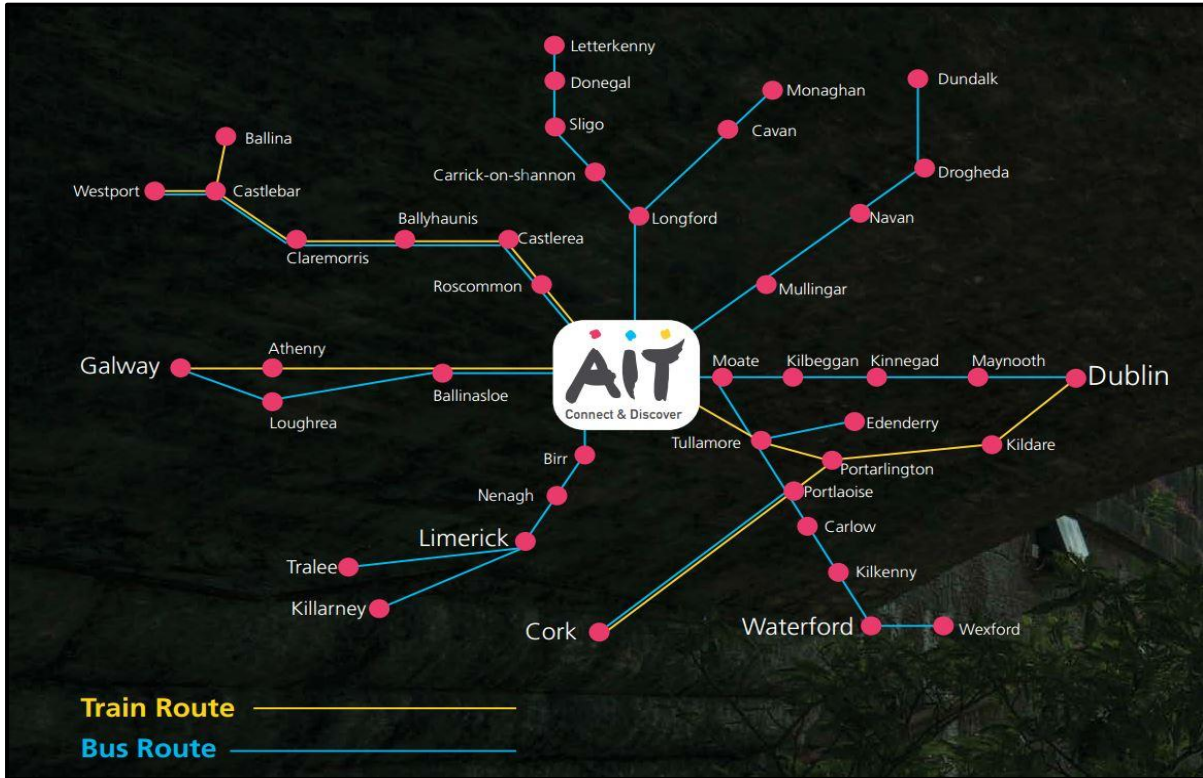 Letterkenny
Donegal
Sligo
Carrick-on-shannon
Longford
Monaghan
Cavan
Dundalk
Drogheda
Navan
Mullingar
Ballina
Westport
Castlebar
Claremorris
Ballyhaunis
Castlerea
Roscommon
Galway
Athenry
Loughrea
Ballinasloe
AIT
Connect & Discover
Moate
Kilbeggan
Kinnegad
Maynooth
Dublin
Tullamore
Edenderry
Portarlington
Kildare
Portlaoise
Carlow
Kilkenny
Waterford
Wexford
Birr
Nenagh
Limerick
Tralee
Killarney
Cork
Train Route
Bus Route